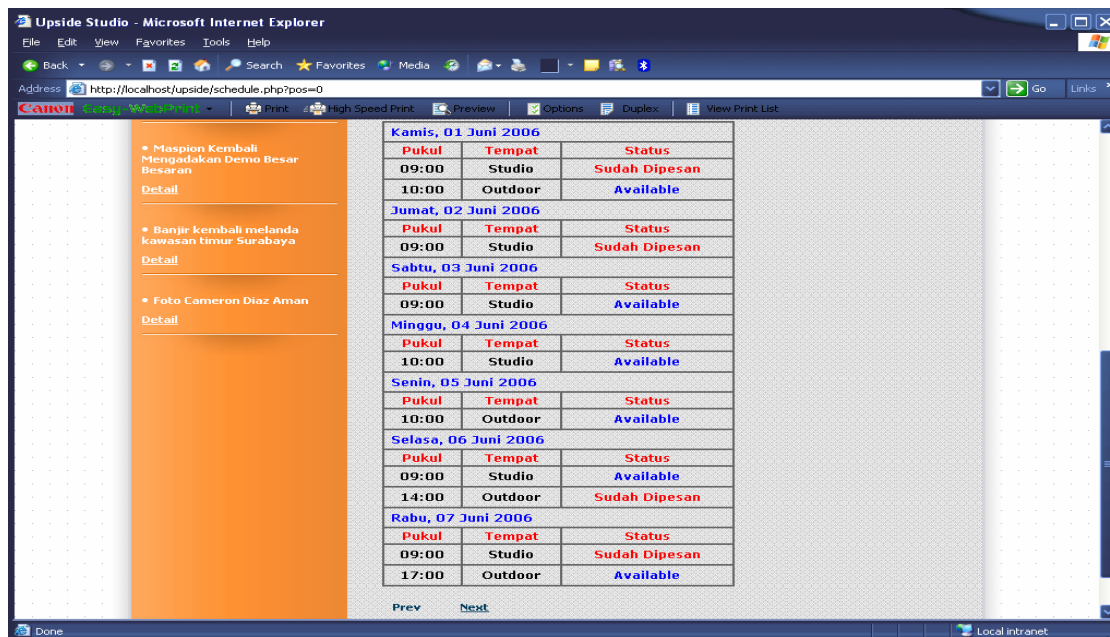 Upside Studio - Microsoft Internet Explorer
File Edit View Favorites Tools Help
Back Search Favorites Media
Address http://localhost/upside/schedule.php?pos=0 Go Links
Canon Easy-WebPrint Print High Speed Print Preview Options Duplex View Print List
• Maspion Kembali
Mengadakan Demo Besar
Besaran
Detail
• Banjir kembali melanda
kawasan timur Surabaya
Detail
• Foto Cameron Diaz Aman
Detail
Kamis, 01 Juni 2006
Pukul Tempat Status
09:00 Studio Sudah Dipesan
10:00 Outdoor Available
Jumat, 02 Juni 2006
Pukul Tempat Status
09:00 Studio Sudah Dipesan
Sabtu, 03 Juni 2006
Pukul Tempat Status
09:00 Studio Available
Minggu, 04 Juni 2006
Pukul Tempat Status
10:00 Studio Available
Senin, 05 Juni 2006
Pukul Tempat Status
10:00 Outdoor Available
Selasa, 06 Juni 2006
Pukul Tempat Status
09:00 Studio Available
14:00 Outdoor Sudah Dipesan
Rabu, 07 Juni 2006
Pukul Tempat Status
09:00 Studio Sudah Dipesan
17:00 Outdoor Available
Prev Next
Done Local intranet